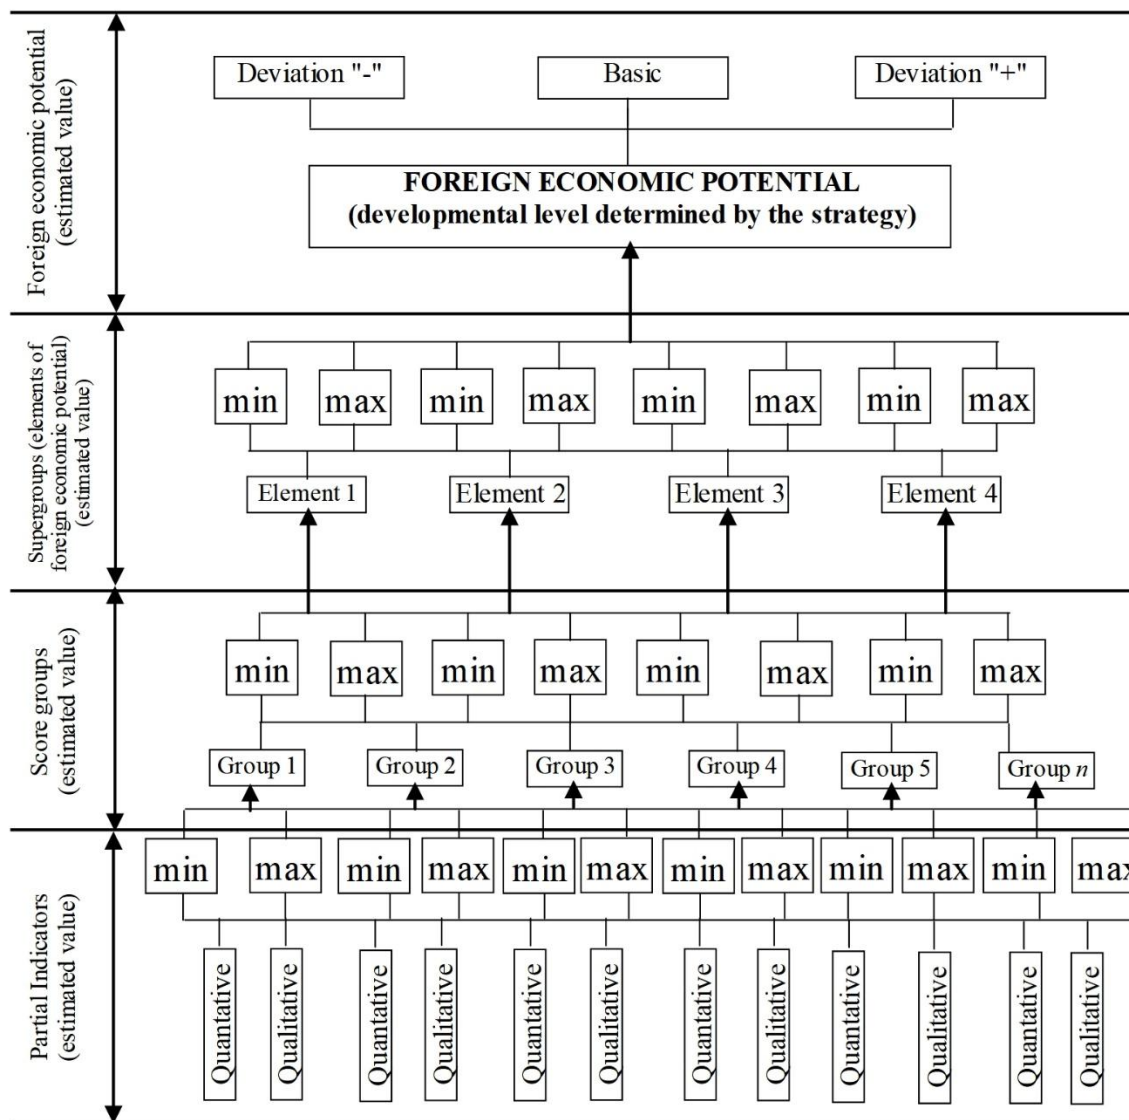 Foreign economic potential
(estimated value)
Deviation "-"
Basic
Deviation "+"
FOREIGN ECONOMIC POTENTIAL
(developmental level determined by the strategy)
Supergroups (elements of
foreign economic potential)
(estimated value)
min
max
min
max
min
max
min
max
Element 1
Element 2
Element 3
Element 4
Score groups
(estimated value)
min
max
min
max
min
max
min
max
Group 1
Group 2
Group 3
Group 4
Group 5
Group n
Partial Indicators
(estimated value)
min
max
min
max
min
max
min
max
min
max
min
max
Quantative
Qualitative
Quantative
Qualitative
Quantative
Qualitative
Quantative
Qualitative
Quantative
Qualitative
Quantative
Qualitative